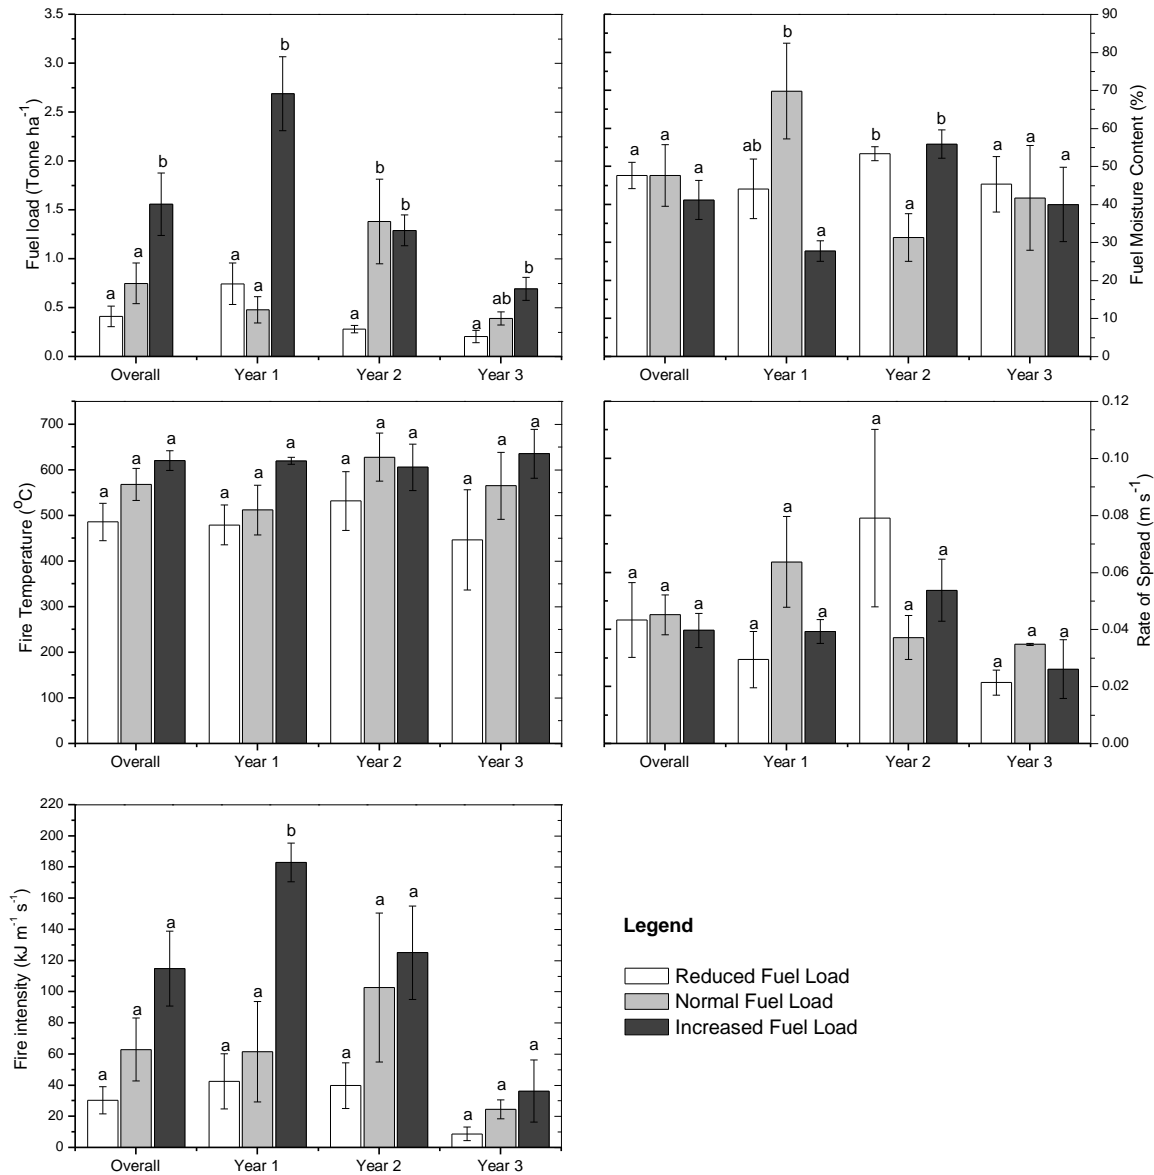 3.5
3.0
2.5
2.0
1.5
1.0
0.5
0.0
Fuel load (Tonne ha⁻¹)
a a b
a a b
a b b
a ab b
Overall Year 1 Year 2 Year 3
90
80
70
60
50
40
30
20
10
0
Fuel Moisture Content (%)
a a a
ab b a
b a b
a a a
Overall Year 1 Year 2 Year 3
700
600
500
400
300
200
100
0
Fire Temperature (°C)
a a a
a a a
a a a
a a a
Overall Year 1 Year 2 Year 3
0.12
0.10
0.08
0.06
0.04
0.02
0.00
Rate of Spread (m s⁻¹)
a a a
a a a
a a a
a a a
Overall Year 1 Year 2 Year 3
220
200
180
160
140
120
100
80
60
40
20
0
Fire intensity (kJ m⁻¹ s⁻¹)
a a a
a a b
a a a
a a a
Overall Year 1 Year 2 Year 3
Legend
Reduced Fuel Load
Normal Fuel Load
Increased Fuel Load